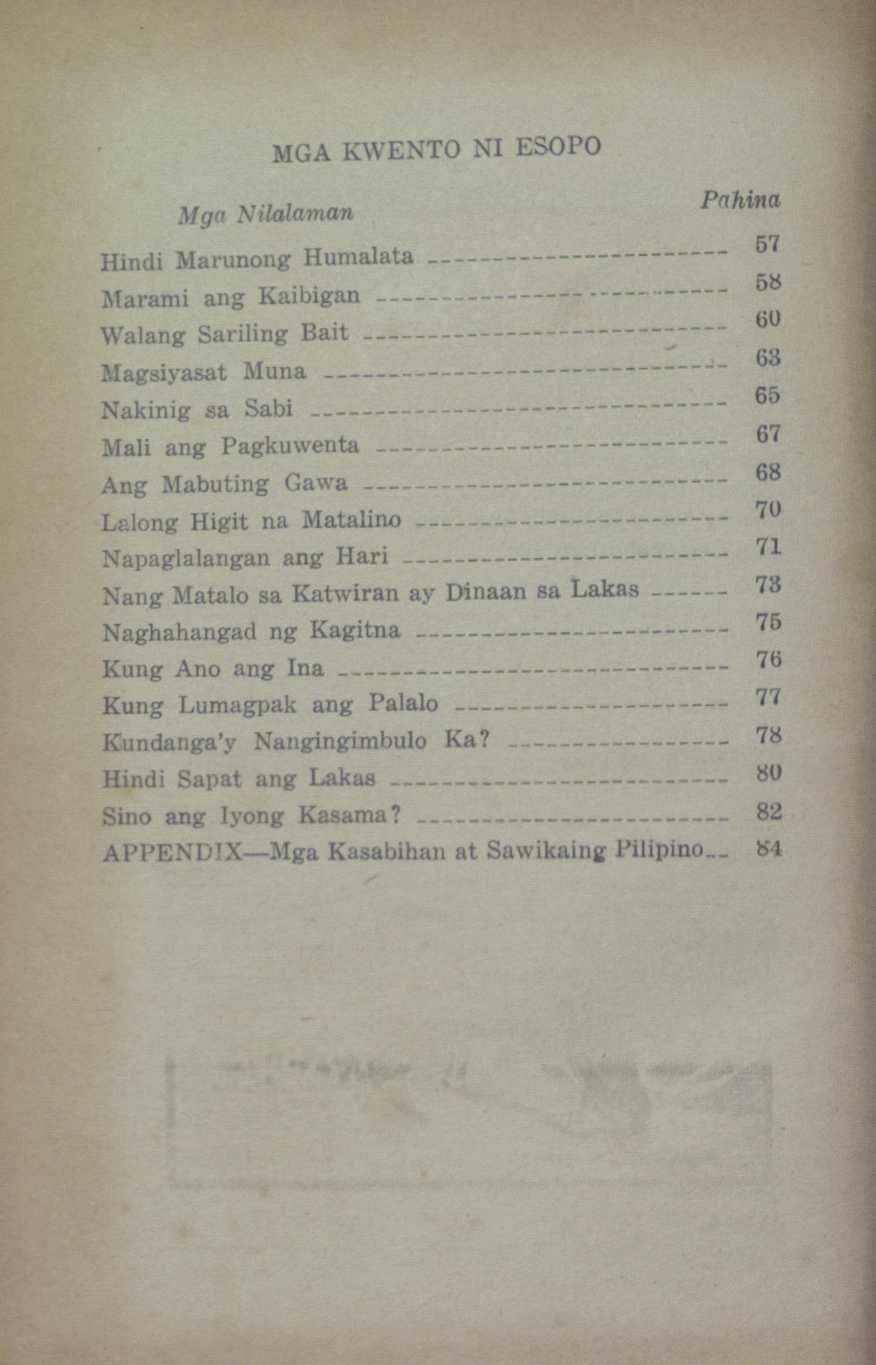 MGA KWENTO NI ESOPO
Mga Nilalaman Pahina
Hindi Marunong Humalata ------------------------ 57
Marami ang Kaibigan ---------------------------- 58
Walang Sariling Bait ---------------------------- 60
Magsiyasat Muna ------------------------------- 63
Nakinig sa Sabi -------------------------------- 65
Mali ang Pagkuwenta --------------------------- 67
Ang Mabuting Gawa ---------------------------- 68
Lalong Higit na Matalino ------------------------ 70
Napaglalangan ang Hari ------------------------- 71
Nang Matalo sa Katwiran ay Dinaan sa Lakas ------ 73
Naghahangad ng Kagitna ------------------------ 75
Kung Ano ang Ina ------------------------------ 76
Kung Lumagpak ang Palalo --------------------- 77
Kundanga'y Nangingimbulo Ka? ----------------- 78
Hindi Sapat ang Lakas -------------------------- 80
Sino ang Iyong Kasama? ------------------------ 82
APPENDIX—Mga Kasabihan at Sawikaing Pilipino-- 84